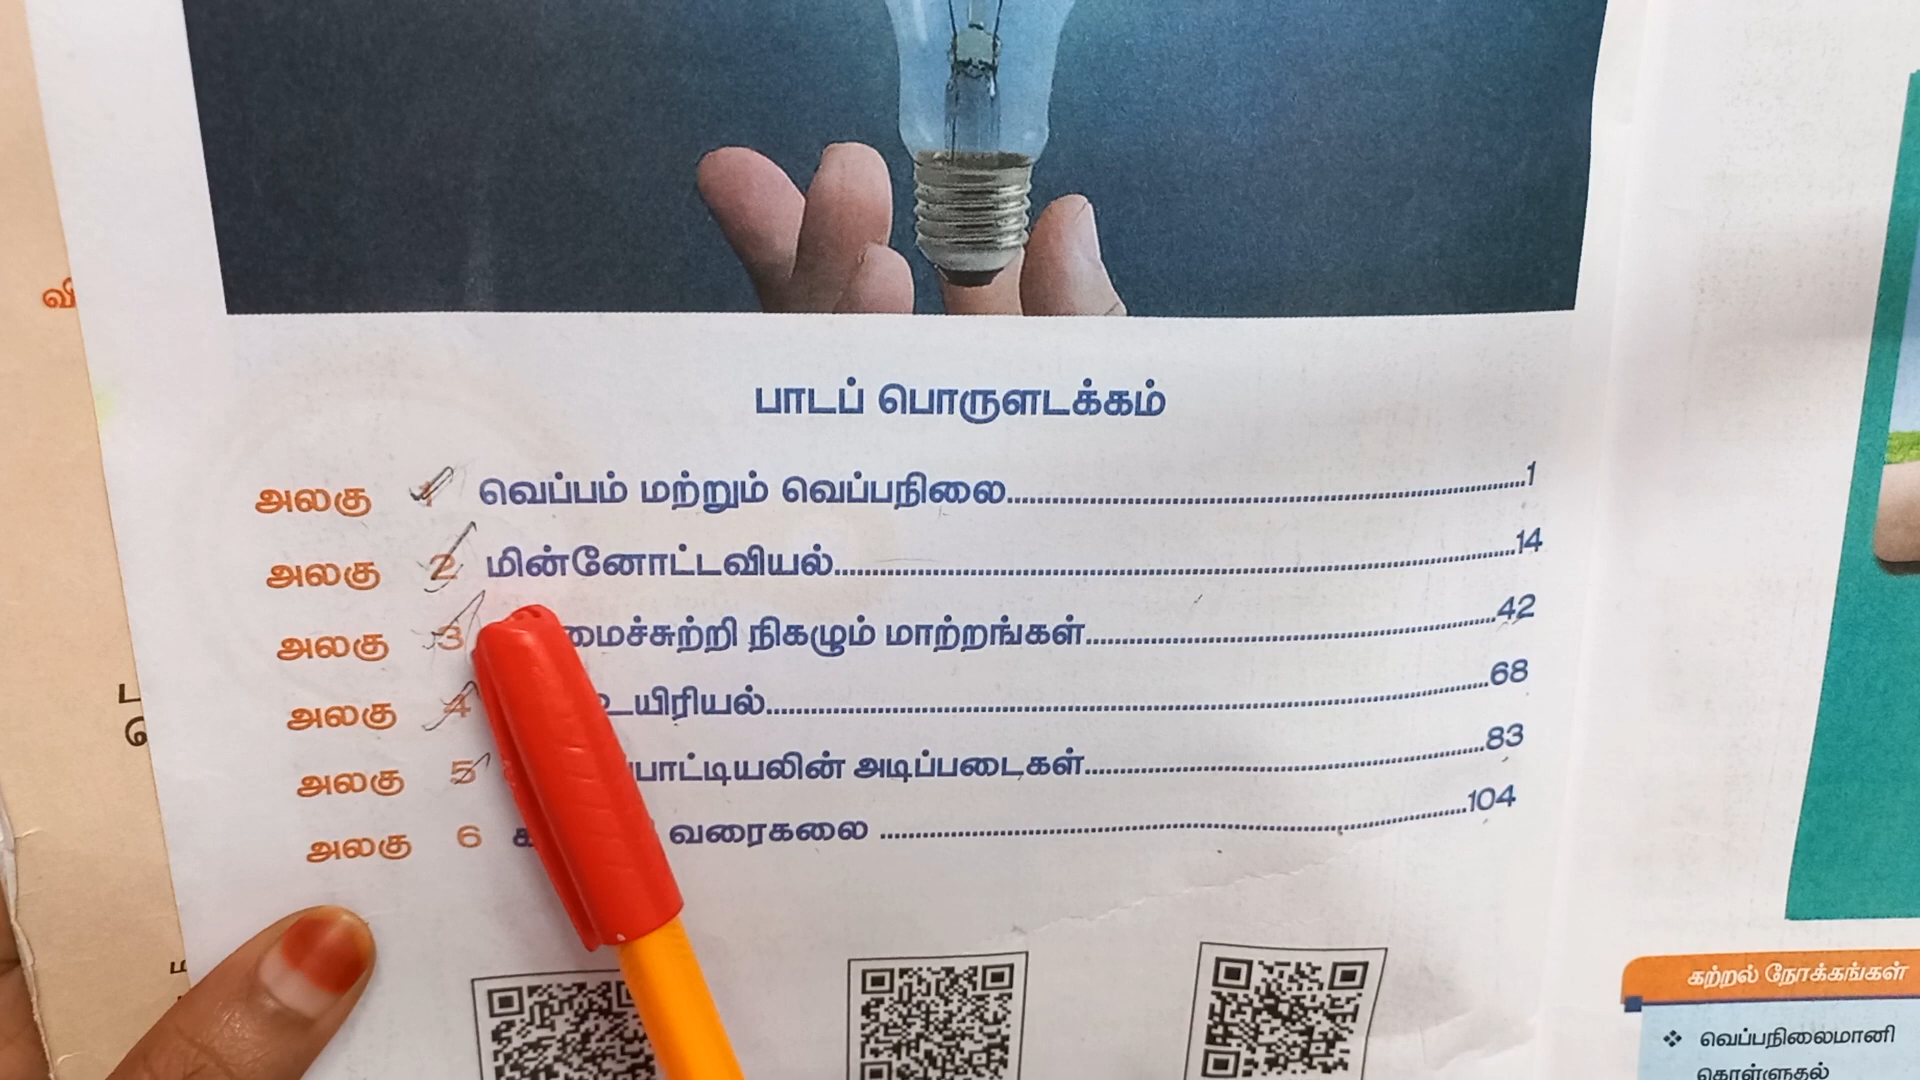 பாடப் பொருளடக்கம்
அலகு 1 வெப்பம் மற்றும் வெப்பநிலை 1
அலகு 2 மின்னோட்டவியல் 14
அலகு 3 நிகழும் மாற்றங்கள் 42
அலகு 4 உயிரியல் 68
அலகு 5 அடிப்படைகள் 83
அலகு 6 வரைகலை 104
கற்றல் நோக்கங்கள்
❖ வெப்பநிலைமானி
கொள்ளுதல்